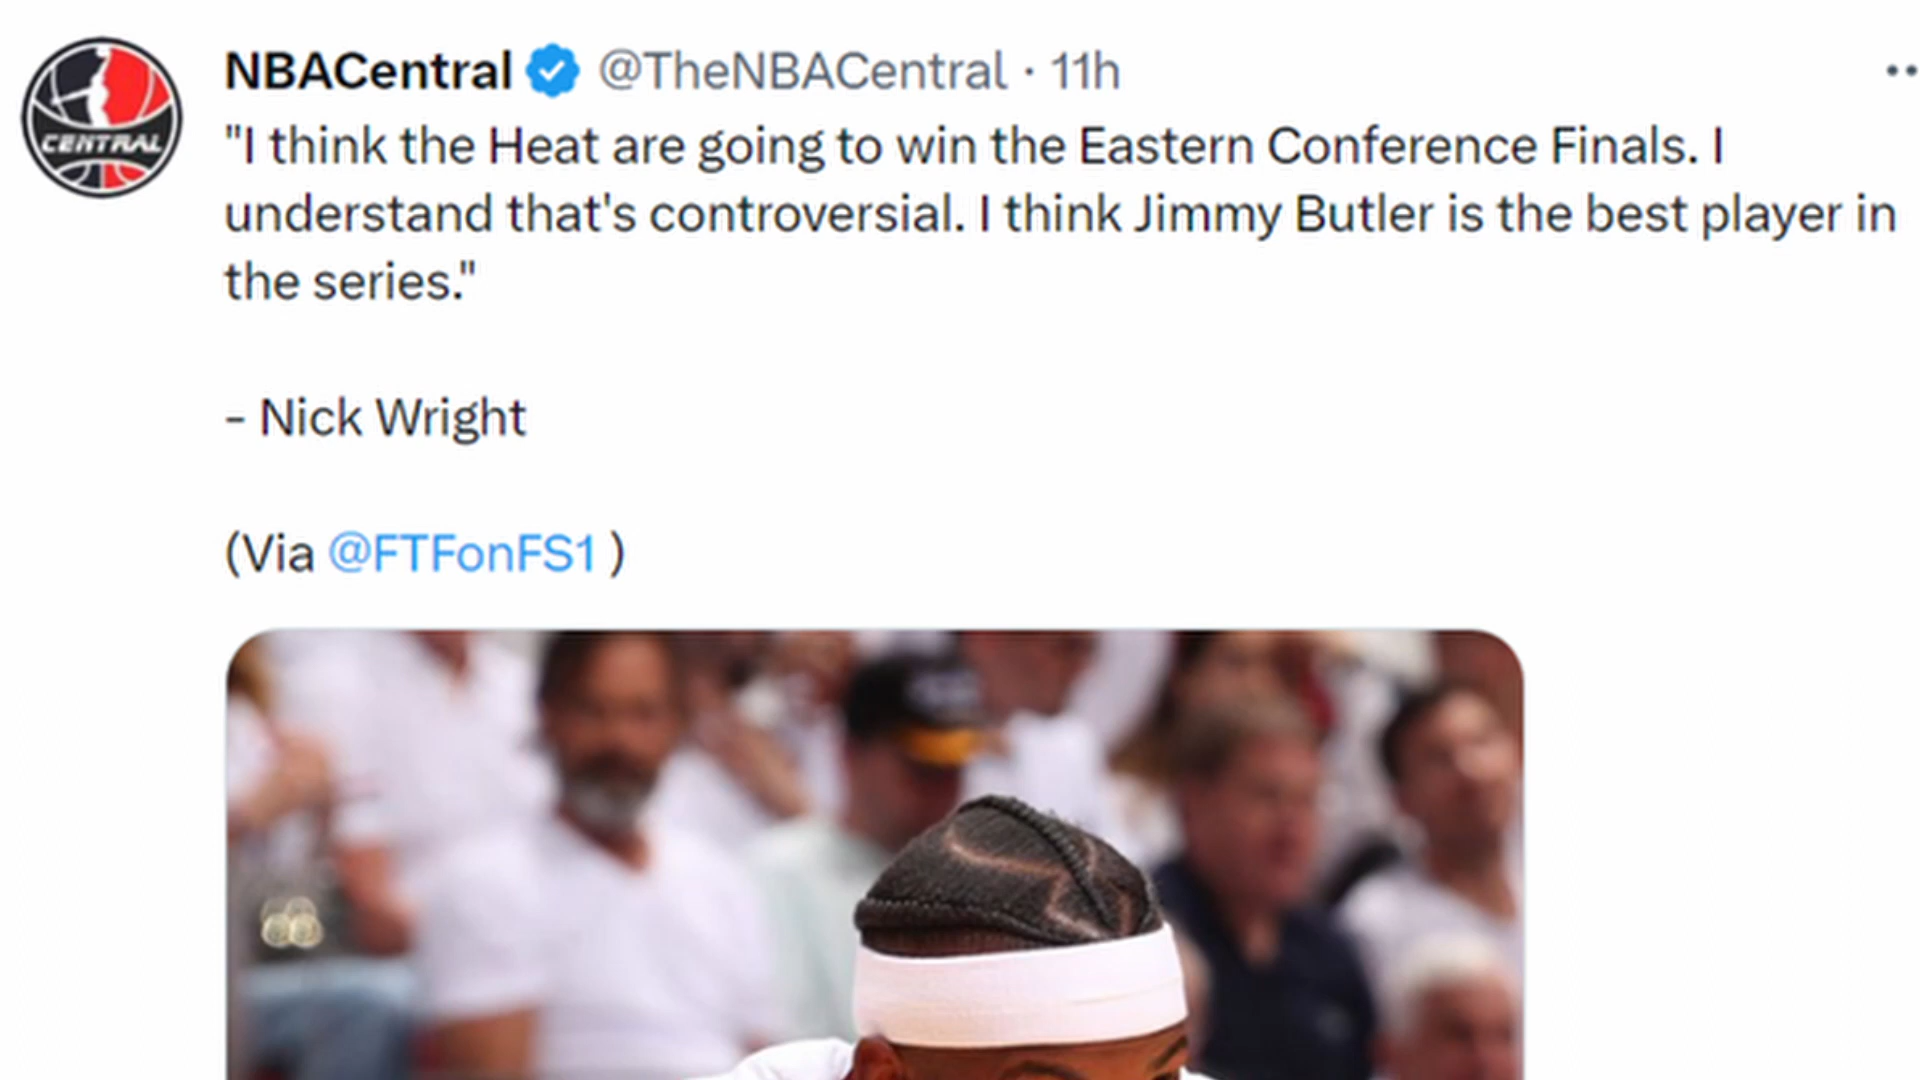 CENTRAL
NBACentral @TheNBACentral · 11h
"I think the Heat are going to win the Eastern Conference Finals. I
understand that's controversial. I think Jimmy Butler is the best player in
the series."
– Nick Wright
(Via @FTFonFS1 )